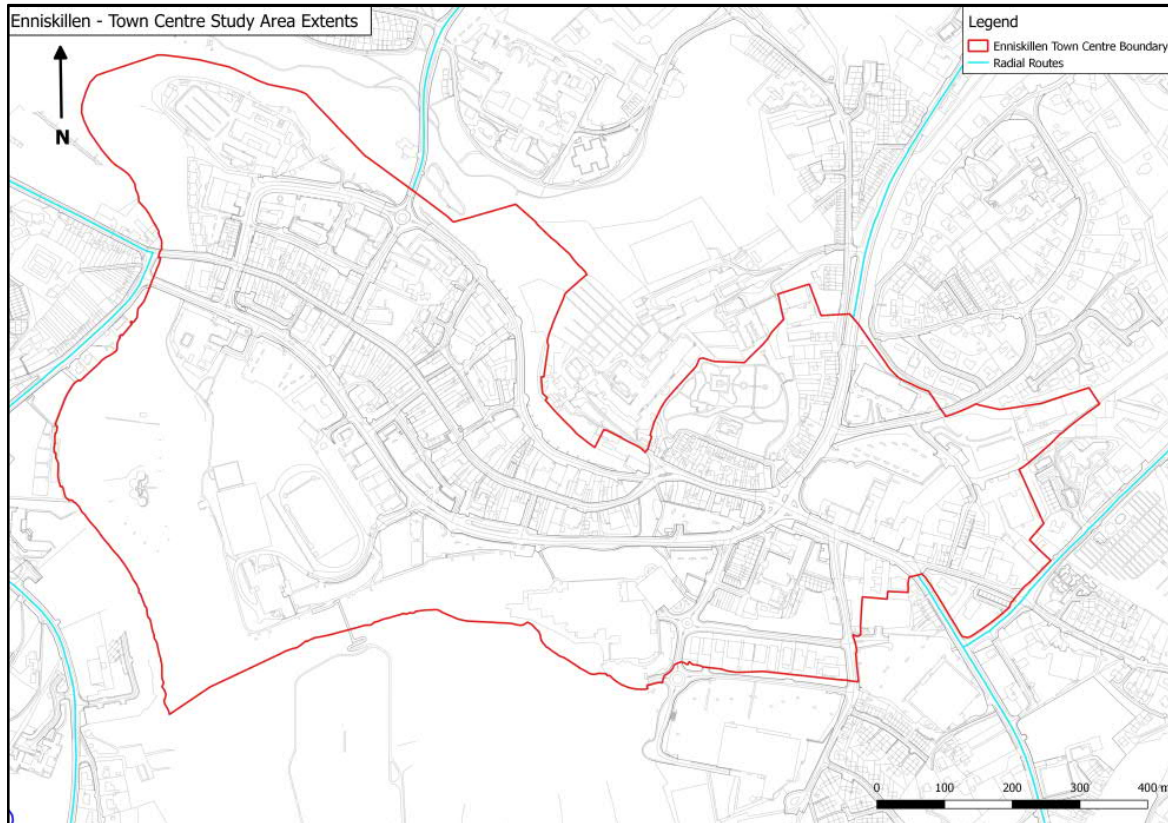 Enniskillen - Town Centre Study Area Extents
N
Legend
Enniskillen Town Centre Boundary
Radial Routes
0 100 200 300 400 m